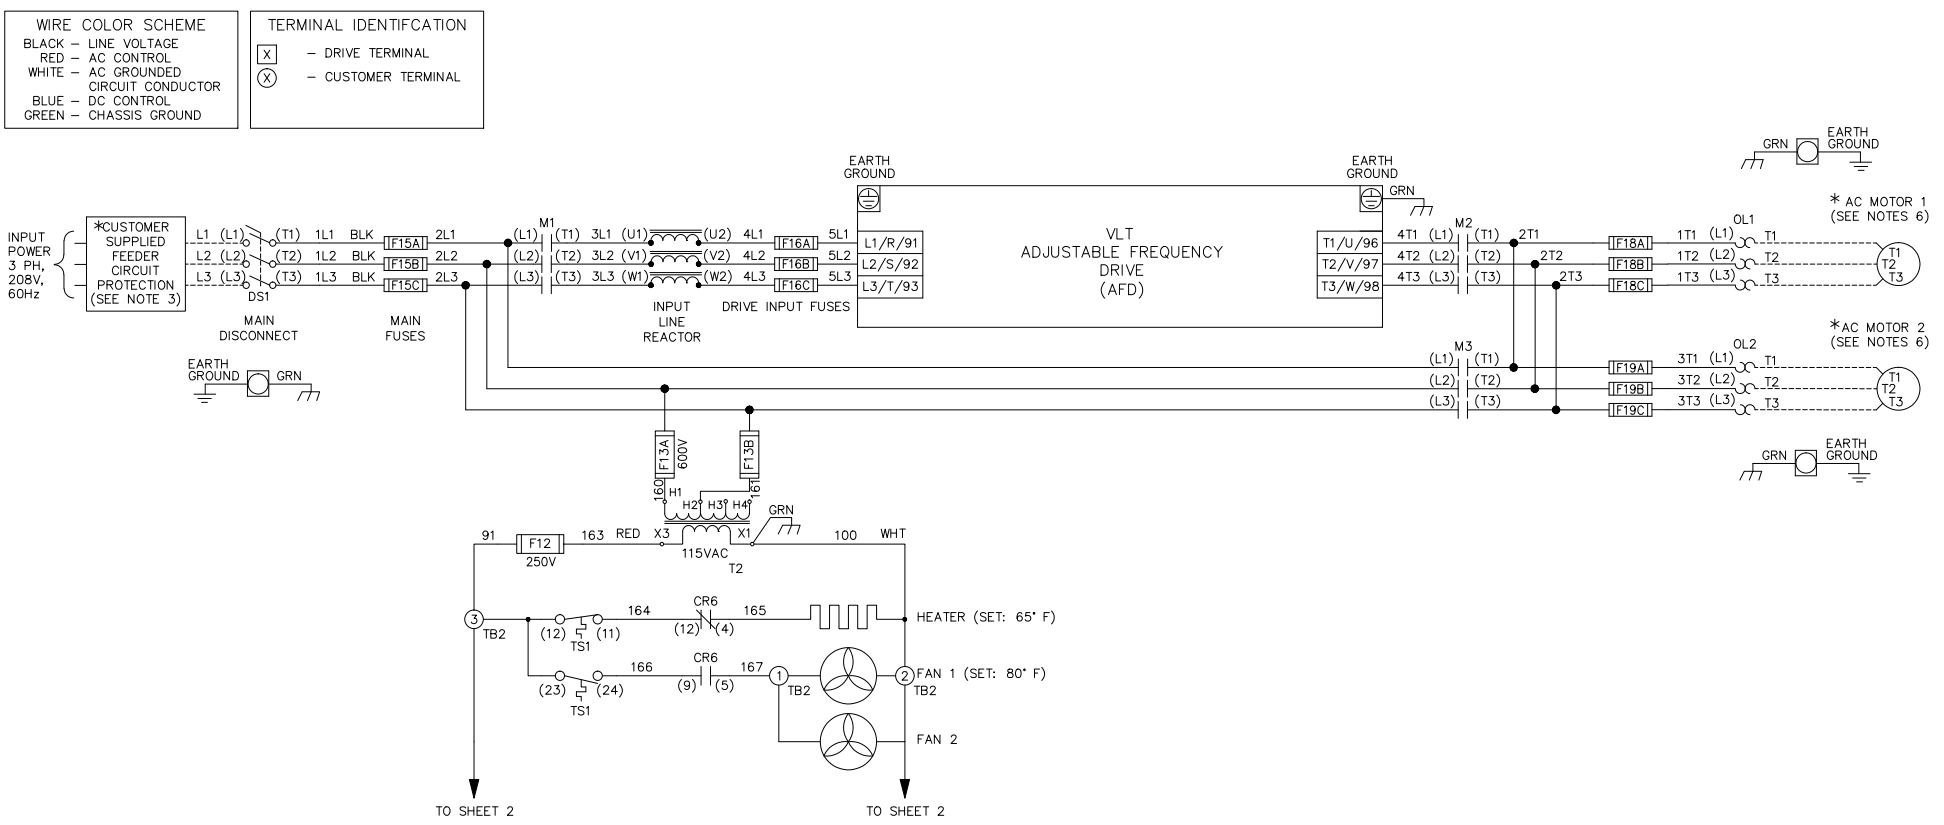 WIRE COLOR SCHEME
BLACK – LINE VOLTAGE
RED – AC CONTROL
WHITE – AC GROUNDED
CIRCUIT CONDUCTOR
BLUE – DC CONTROL
GREEN – CHASSIS GROUND
TERMINAL IDENTIFCATION
X – DRIVE TERMINAL
X – CUSTOMER TERMINAL
INPUT
POWER
3 PH,
208V,
60Hz
*CUSTOMER
SUPPLIED
FEEDER
CIRCUIT
PROTECTION
(SEE NOTE 3)
L1 (L1) (T1) 1L1 BLK F15A 2L1 (L1) M1 (T1) 3L1 (U1) (U2) 4L1 F16A 5L1 L1/R/91
L2 (L2) (T2) 1L2 BLK F15B 2L2 (L2) (T2) 3L2 (V1) (V2) 4L2 F16B 5L2 L2/S/92
L3 (L3) (T3) 1L3 BLK F15C 2L3 (L3) (T3) 3L3 (W1) (W2) 4L3 F16C 5L3 L3/T/93
DS1
MAIN
DISCONNECT
MAIN
FUSES
INPUT
LINE
REACTOR
DRIVE INPUT FUSES
EARTH
GROUND
GRN
EARTH
GROUND
VLT
ADJUSTABLE FREQUENCY
DRIVE
(AFD)
EARTH
GROUND
GRN
T1/U/96 4T1 (L1) M2 (T1) 2T1 F18A 1T1 (L1) OL1 T1
T2/V/97 4T2 (L2) (T2) 2T2 F18B 1T2 (L2) T2
T3/W/98 4T3 (L3) (T3) 2T3 F18C 1T3 (L3) T3
T1
T2
T3
GRN
EARTH
GROUND
* AC MOTOR 1
(SEE NOTES 6)
*AC MOTOR 2
(SEE NOTES 6)
(L1) M3 (T1) F19A 3T1 (L1) OL2 T1
(L2) (T2) F19B 3T2 (L2) T2
(L3) (T3) F19C 3T3 (L3) T3
T1
T2
T3
GRN
EARTH
GROUND
F13A
600V
F13B
160
161
H1
H2 H3 H4
GRN
91 F12 163 RED X3 X1 100 WHT
250V
115VAC
T2
3
TB2
(12) (11)
TS1
164
CR6
(12) (4)
165
HEATER (SET: 65° F)
(23) (24)
TS1
166
CR6
(9) (5)
167
1
TB2
2
TB2
FAN 1 (SET: 80° F)
FAN 2
TO SHEET 2
TO SHEET 2